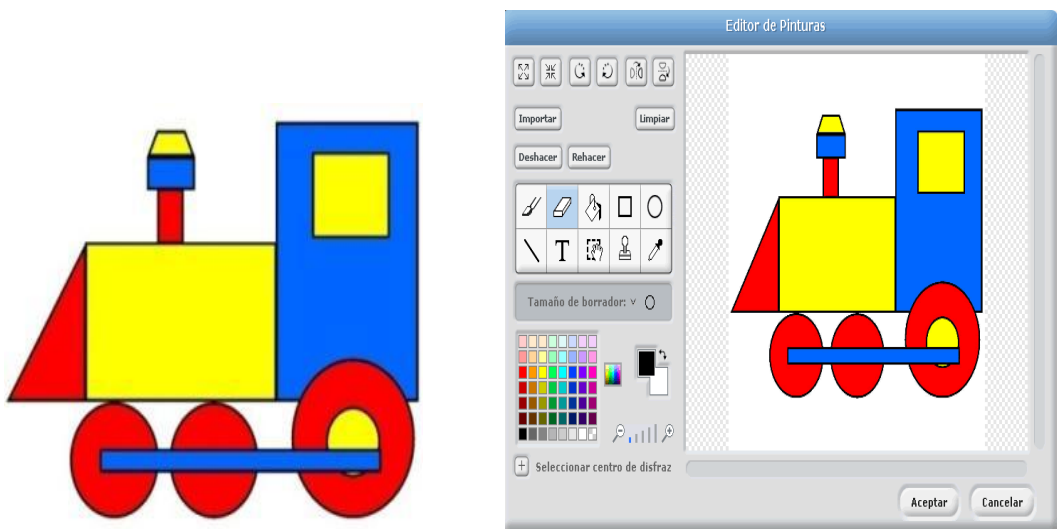 Editor de Pinturas
Importar
Limpiar
Deshacer
Rehacer
T
Tamaño de borrador:
Seleccionar centro de disfraz
Aceptar
Cancelar